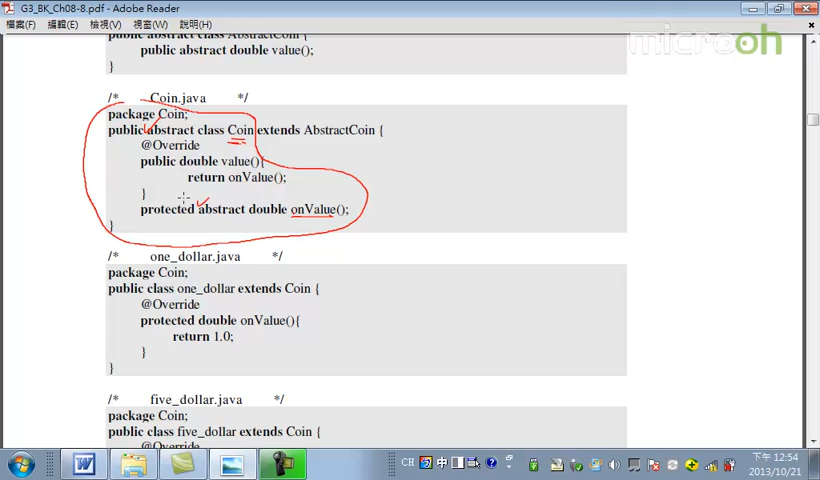 G3_BK_Ch08-8.pdf - Adobe Reader
檔案(F) 編輯(E) 檢視(V) 視窗(W) 說明(H)
microoh
public abstract class AbstractCoin {
public abstract double value();
}
/* Coin.java */
package Coin;
public abstract class Coin extends AbstractCoin {
@Override
public double value(){
return onValue();
}
protected abstract double onValue();
}
/* one_dollar.java */
package Coin;
public class one_dollar extends Coin {
@Override
protected double onValue(){
return 1.0;
}
}
/* five_dollar.java */
package Coin;
public class five_dollar extends Coin {
@Override
CH 中
下午 12:54
2013/10/21